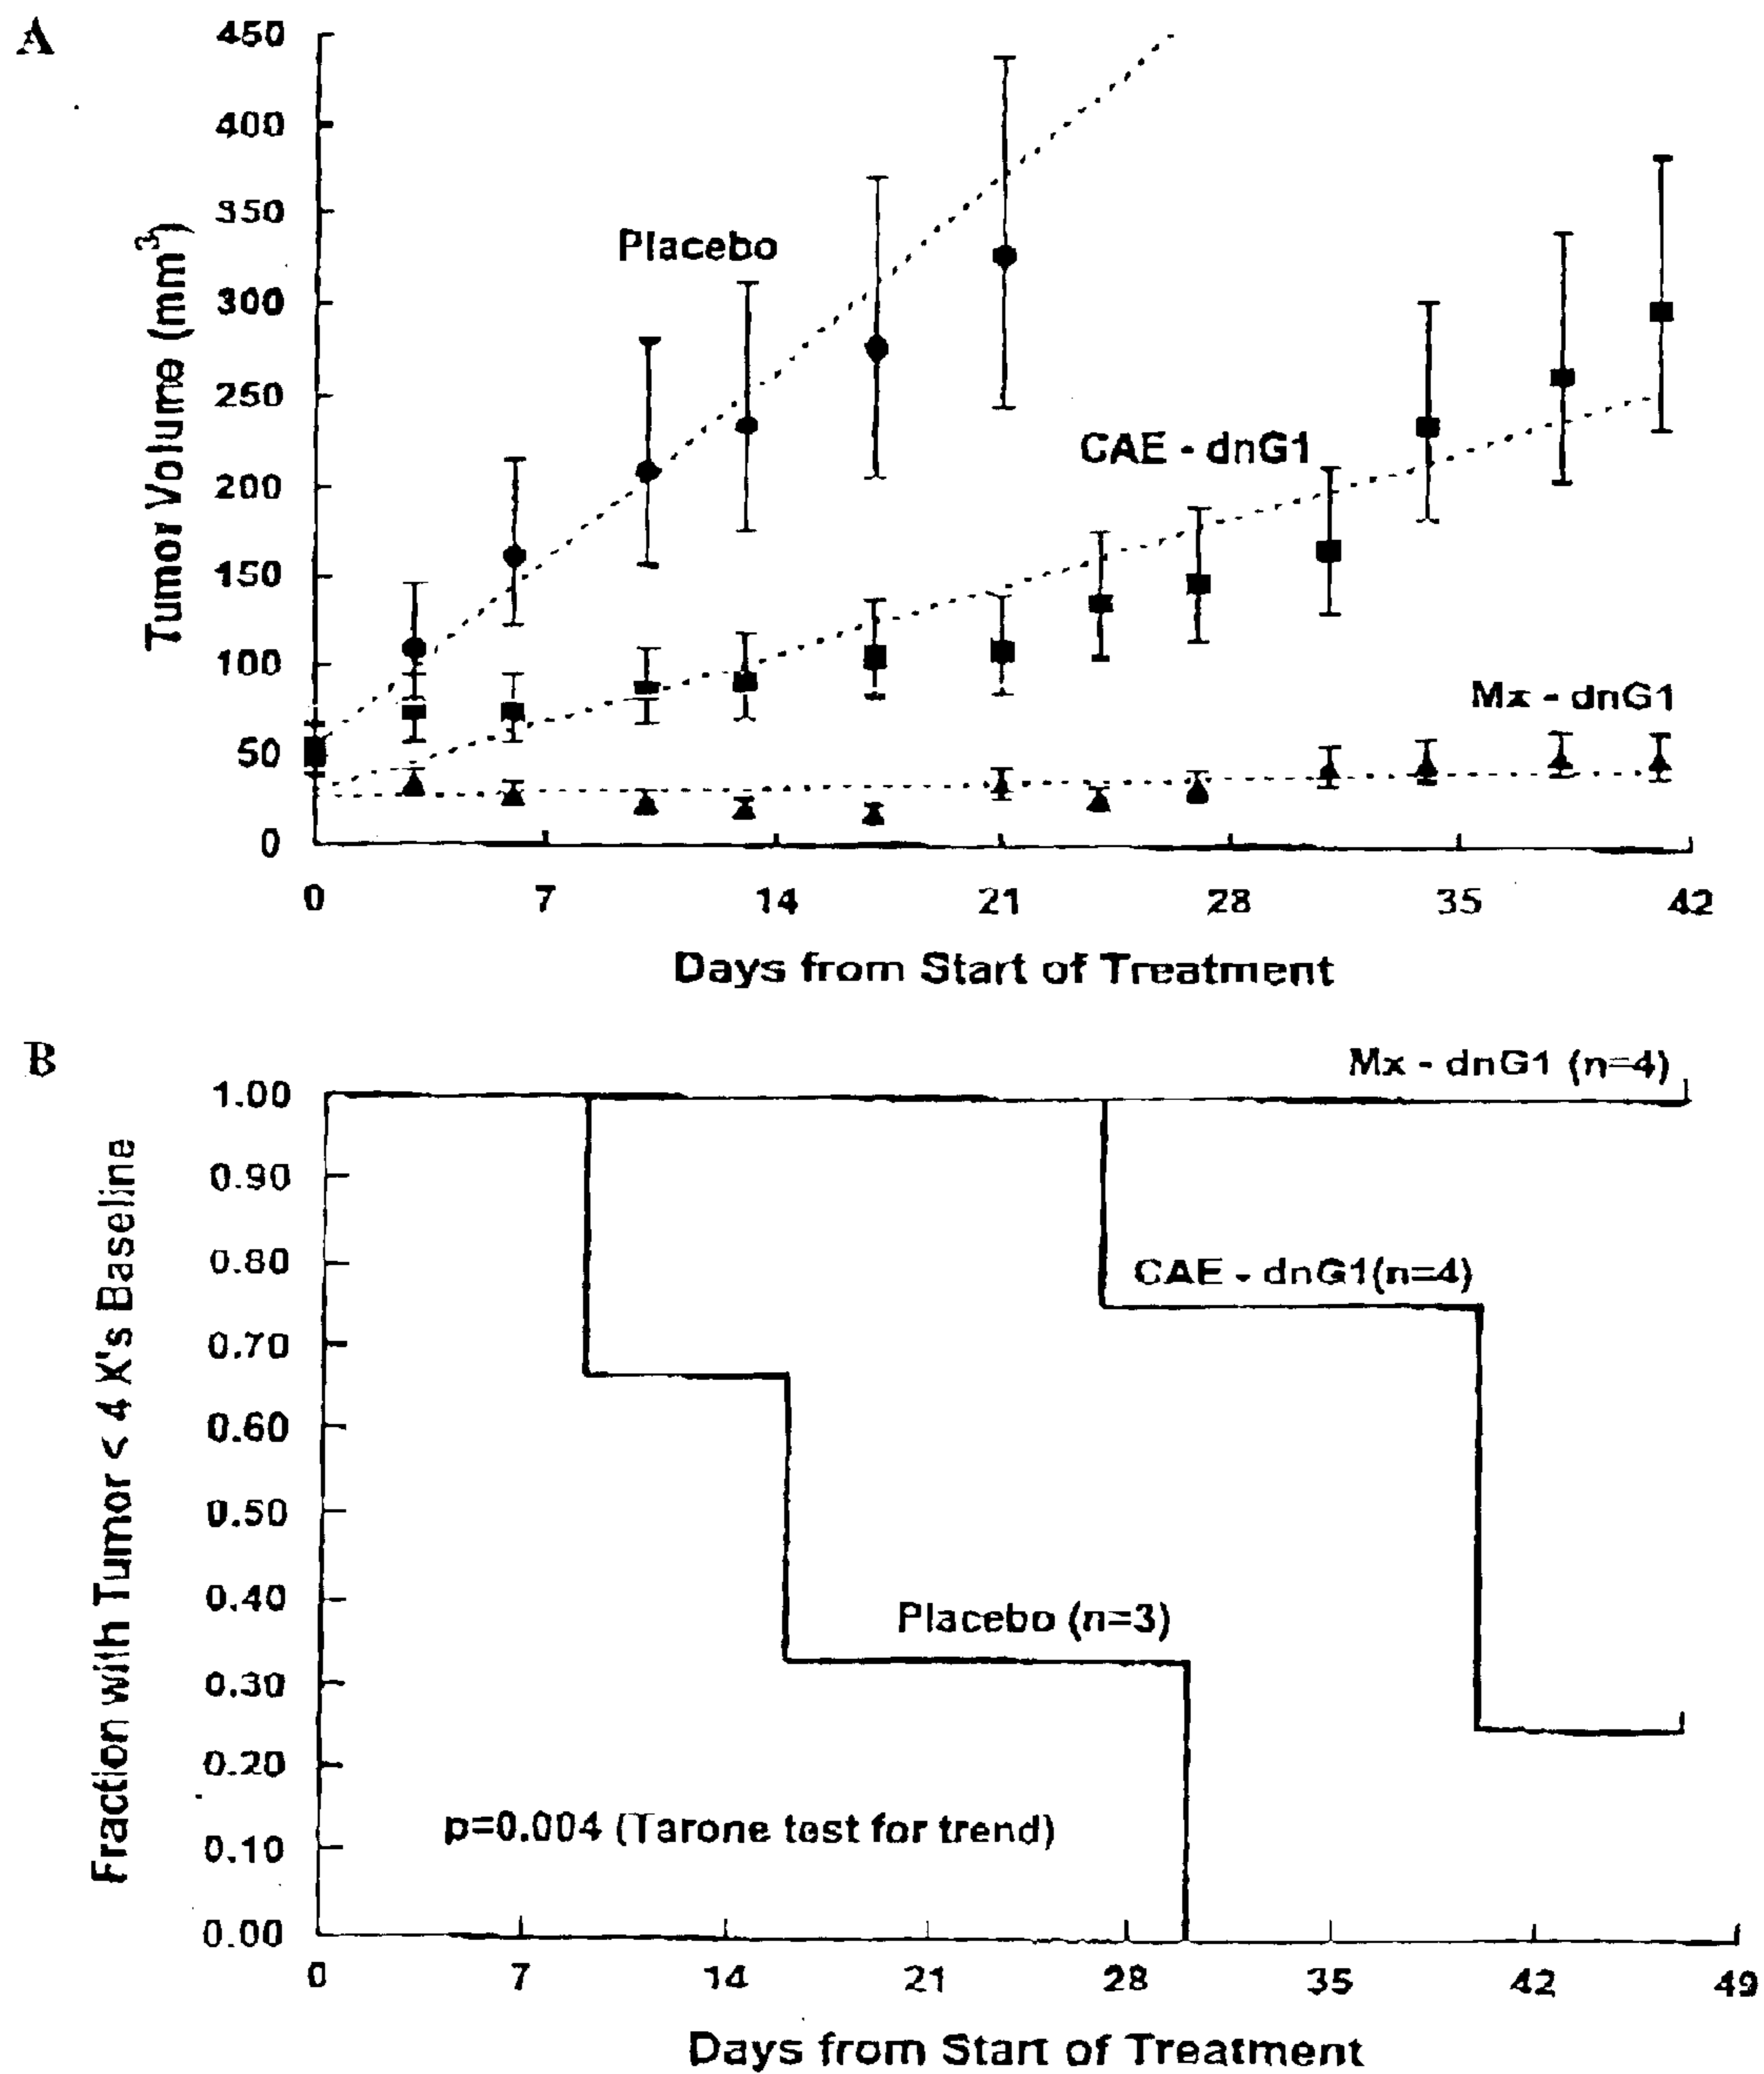 A
Tumor Volume (mm³)
450
400
350
300
250
200
150
100
50
0
Placebo
CAE - dnG1
Mx - dnG1
0 7 14 21 28 35 42
Days from Start of Treatment
B
Fraction with Tumor < 4 X's Baseline
1.00
0.90
0.80
0.70
0.60
0.50
0.40
0.30
0.20
0.10
0.00
Mx - dnG1 (n=4)
CAE - dnG1(n=4)
Placebo (n=3)
p=0.004 (Tarone test for trend)
0 7 14 21 28 35 42 49
Days from Start of Treatment